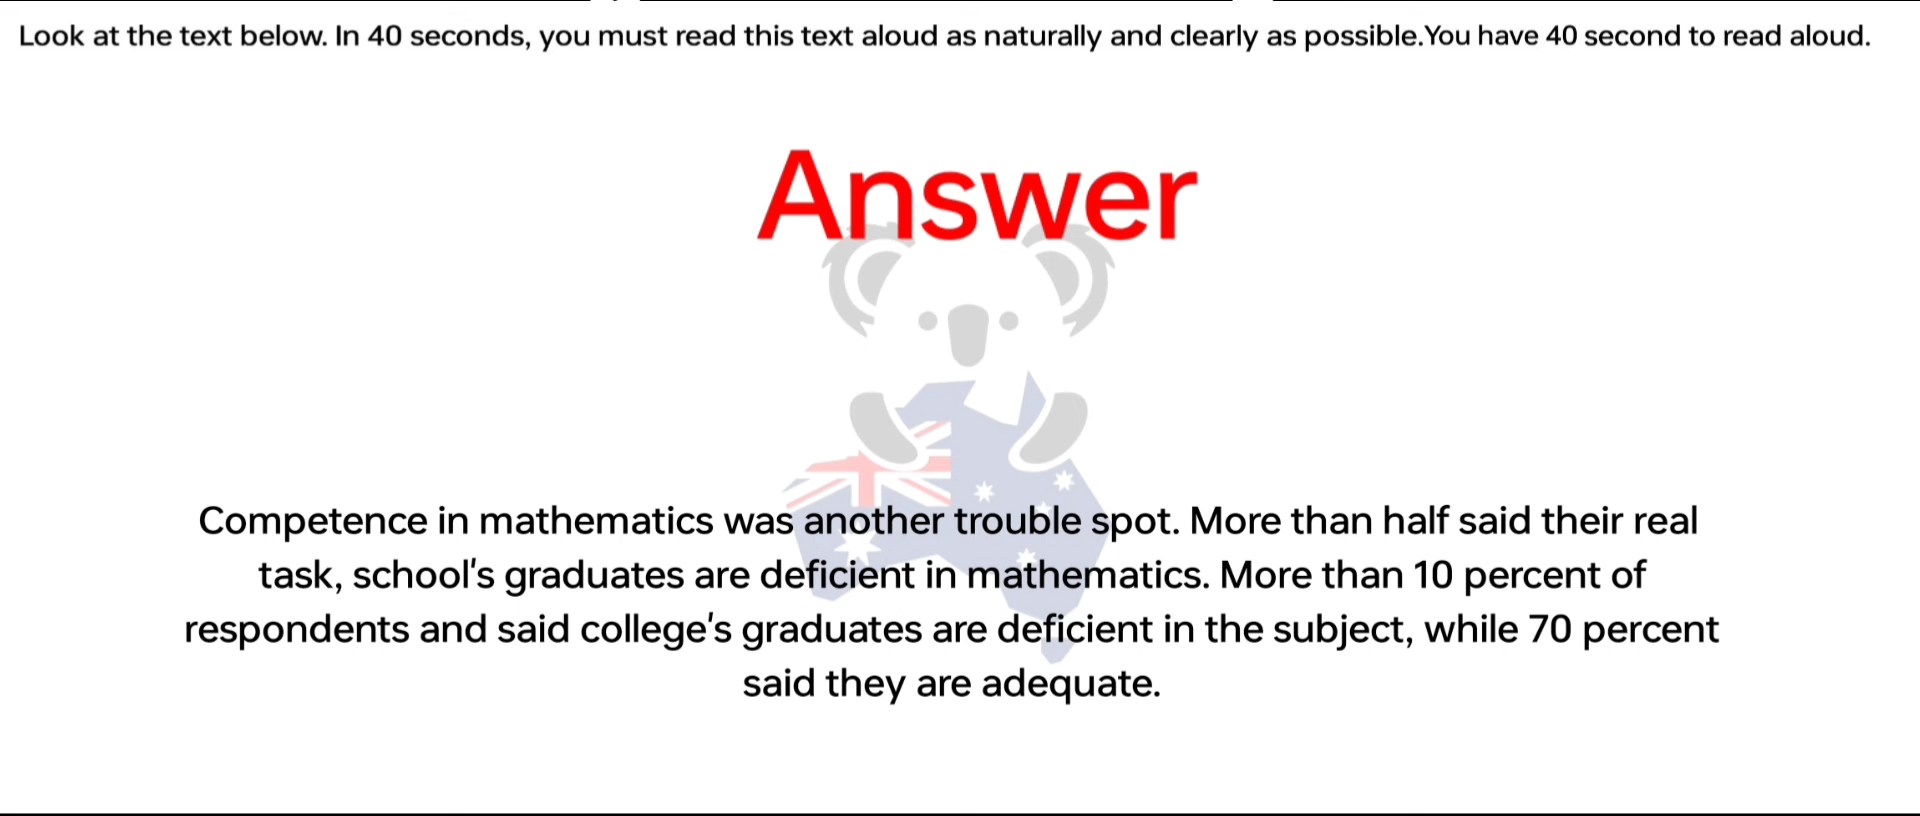 Look at the text below. In 40 seconds, you must read this text aloud as naturally and clearly as possible.You have 40 second to read aloud.
Answer
Competence in mathematics was another trouble spot. More than half said their real
task, school's graduates are deficient in mathematics. More than 10 percent of
respondents and said college's graduates are deficient in the subject, while 70 percent
said they are adequate.